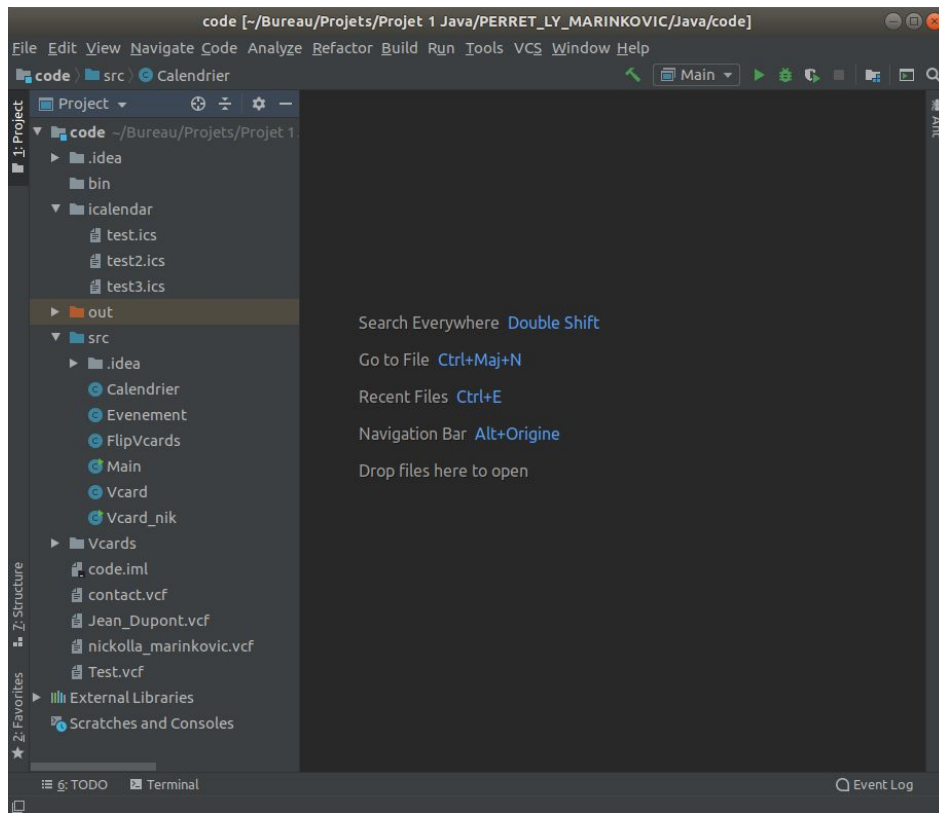 code [~/Bureau/Projets/Projet 1 Java/PERRET_LY_MARINKOVIC/Java/code]
File Edit View Navigate Code Analyze Refactor Build Run Tools VCS Window Help
code src Calendrier Main
1: Project
Project
code ~/Bureau/Projets/Projet 1
.idea
bin
icalendar
test.ics
test2.ics
test3.ics
out
src
.idea
Calendrier
Evenement
FlipVcards
Main
Vcard
Vcard_nik
Vcards
code.iml
contact.vcf
Jean_Dupont.vcf
nickolla_marinkovic.vcf
Test.vcf
External Libraries
Scratches and Consoles
Search Everywhere Double Shift
Go to File Ctrl+Maj+N
Recent Files Ctrl+E
Navigation Bar Alt+Origine
Drop files here to open
Ant
7: Structure
2: Favorites
6: TODO Terminal Event Log